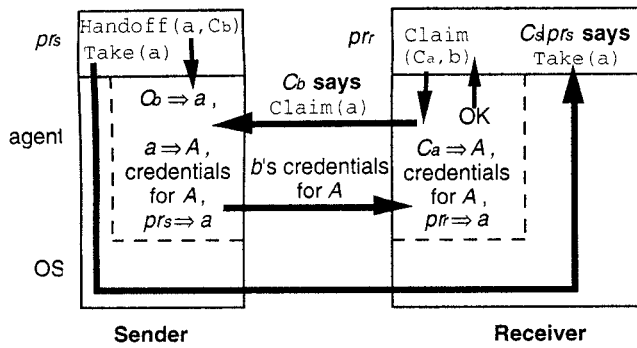 prs
Handoff(a,Cb)
Take(a)
prr
Claim
(Ca,b)
Cs|prs says
Take(a)
Cb ⇒ a ,
Cb says
Claim(a)
OK
agent
a ⇒ A ,
credentials
for A,
prs ⇒ a
b's credentials
for A
Ca ⇒ A ,
credentials
for A,
prr ⇒ a
OS
Sender
Receiver